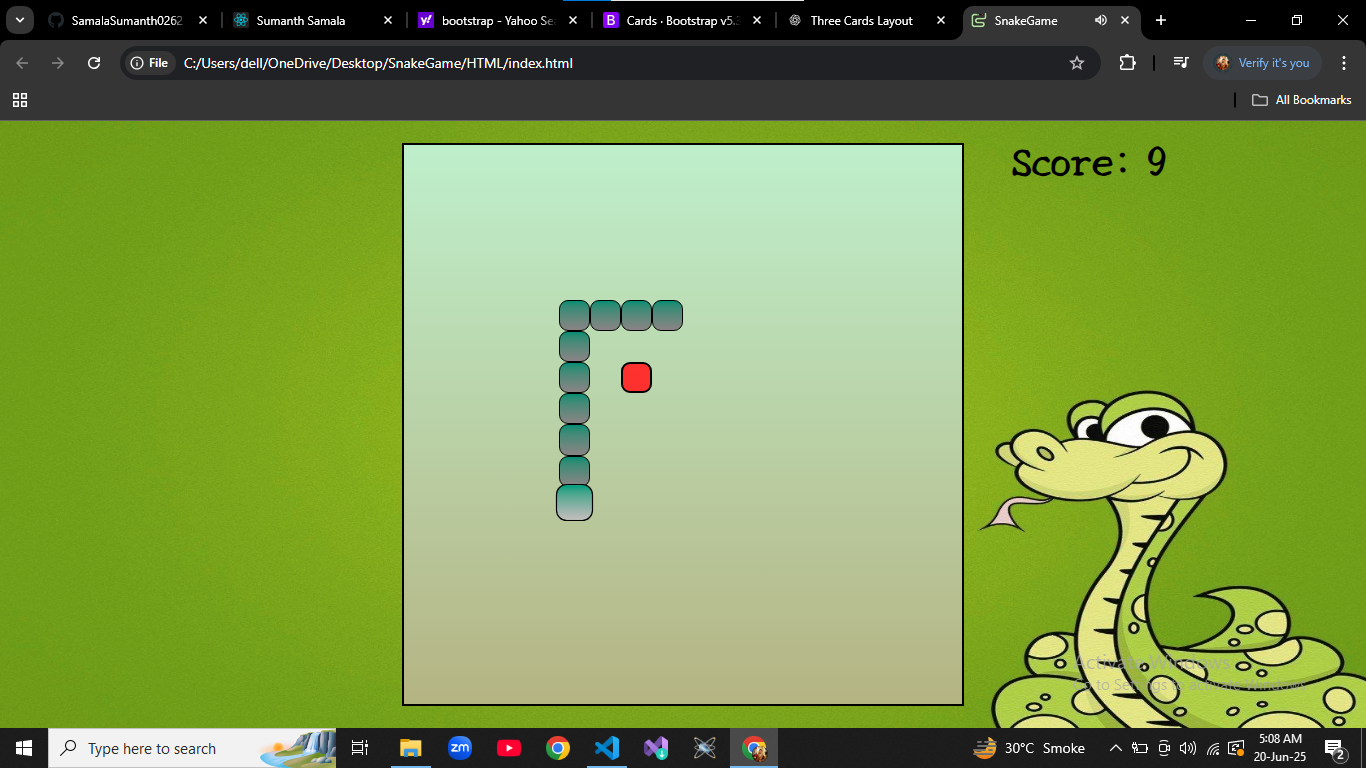 SamalaSumanth0262
Sumanth Samala
bootstrap - Yahoo Se
Cards · Bootstrap v5.3
Three Cards Layout
SnakeGame
File
C:/Users/dell/OneDrive/Desktop/SnakeGame/HTML/index.html
Verify it's you
All Bookmarks
Score: 9
Activate Windows
Go to Settings to activate Windows.
Type here to search
zm
30°C Smoke
5:08 AM
20-Jun-25
2